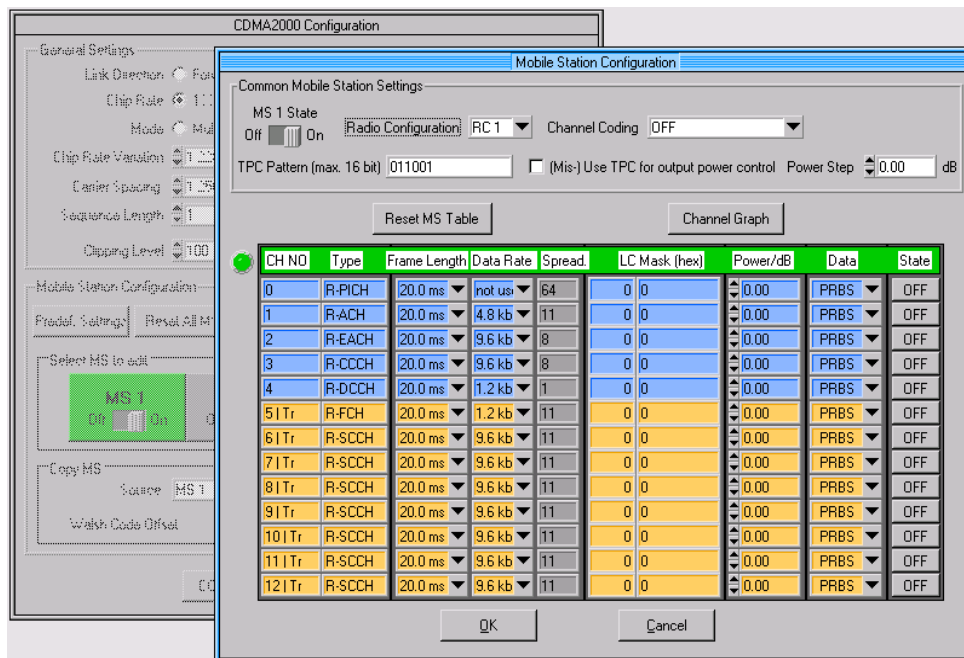 CDMA2000 Configuration
General Settings
Link Direction
Chip Rate
Mode
Chip Rate Variation
Carrier Spacing
Sequence Length 1
Clipping Level 100
Mobile Station Configuration
Predef. Settings
Select MS to edit
MS 1
Off On
Copy MS
Source MS 1
Walsh Code Offset
Mobile Station Configuration
Common Mobile Station Settings
MS 1 State
Off On Radio Configuration RC 1 Channel Coding OFF
TPC Pattern (max. 16 bit) 011001 (Mis-) Use TPC for output power control Power Step 0.00 dB
Reset MS Table Channel Graph
CH NO Type Frame Length Data Rate Spread. LC Mask (hex) Power/dB Data State
0 R-PICH 20.0 ms not us 64 0 0 0.00 PRBS OFF
1 R-ACH 20.0 ms 4.8 kb 11 0 0 0.00 PRBS OFF
2 R-EACH 20.0 ms 9.6 kb 8 0 0 0.00 PRBS OFF
3 R-CCCH 20.0 ms 9.6 kb 8 0 0 0.00 PRBS OFF
4 R-DCCH 20.0 ms 1.2 kb 1 0 0 0.00 PRBS OFF
5 | Tr R-FCH 20.0 ms 1.2 kb 11 0 0 0.00 PRBS OFF
6 | Tr R-SCCH 20.0 ms 9.6 kb 11 0 0 0.00 PRBS OFF
7 | Tr R-SCCH 20.0 ms 9.6 kb 11 0 0 0.00 PRBS OFF
8 | Tr R-SCCH 20.0 ms 9.6 kb 11 0 0 0.00 PRBS OFF
9 | Tr R-SCCH 20.0 ms 9.6 kb 11 0 0 0.00 PRBS OFF
10 | Tr R-SCCH 20.0 ms 9.6 kb 11 0 0 0.00 PRBS OFF
11 | Tr R-SCCH 20.0 ms 9.6 kb 11 0 0 0.00 PRBS OFF
12 | Tr R-SCCH 20.0 ms 9.6 kb 11 0 0 0.00 PRBS OFF
OK Cancel